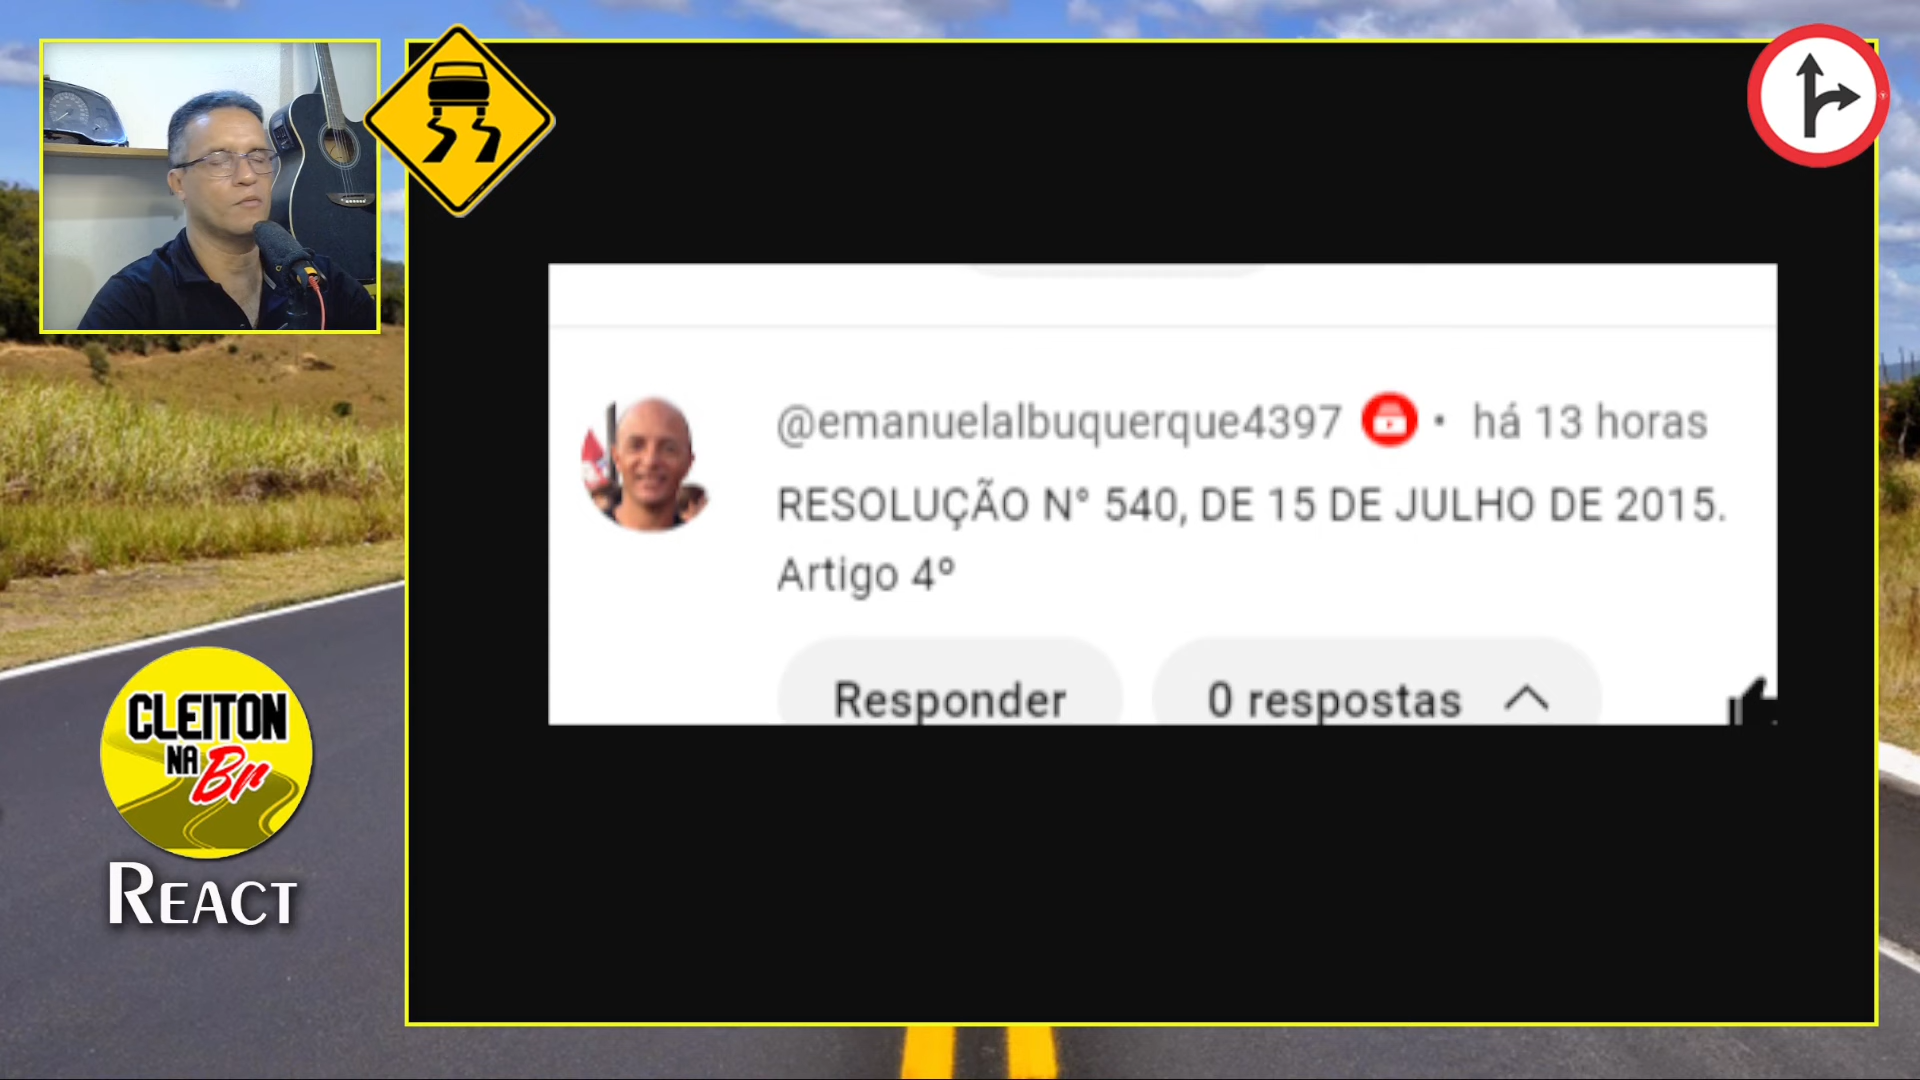 @emanuelalbuquerque4397 • há 13 horas
RESOLUÇÃO N° 540, DE 15 DE JULHO DE 2015.
Artigo 4º
Responder 0 respostas
CLEITON
NA Br
REACT